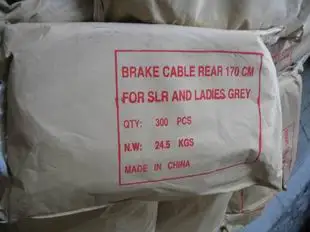 BRAKE CABLE REAR 170 CM
FOR SLR AND LADIES GREY
QTY: 300 PCS
N.W: 24.5 KGS
MADE IN CHINA